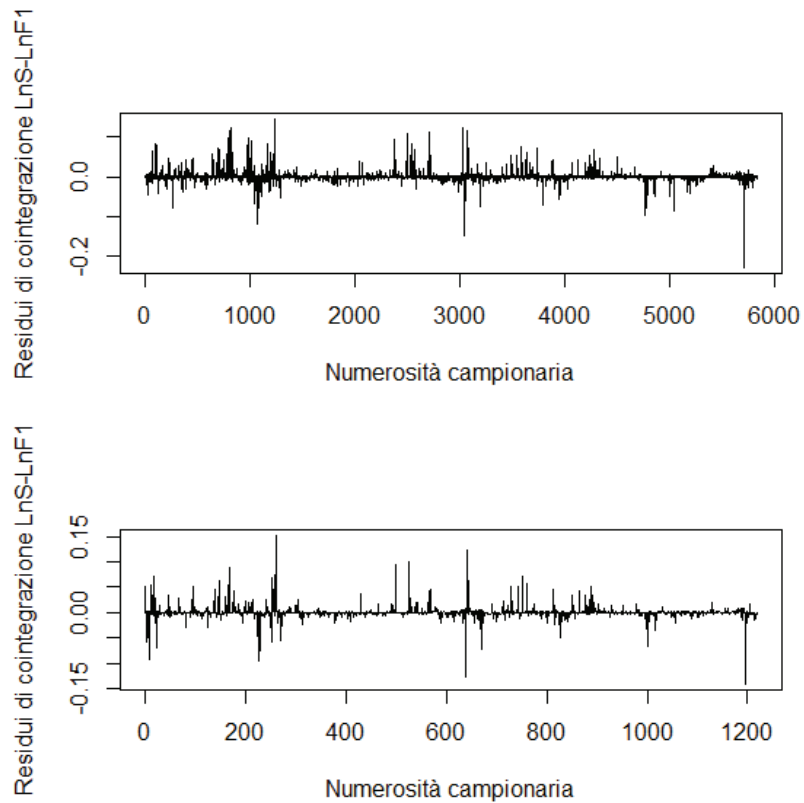 Residui di cointegrazione LnS-LnF1
0.0
-0.2
0 1000 2000 3000 4000 5000 6000
Numerosità campionaria
Residui di cointegrazione LnS-LnF1
0.15
0.00
-0.15
0 200 400 600 800 1000 1200
Numerosità campionaria